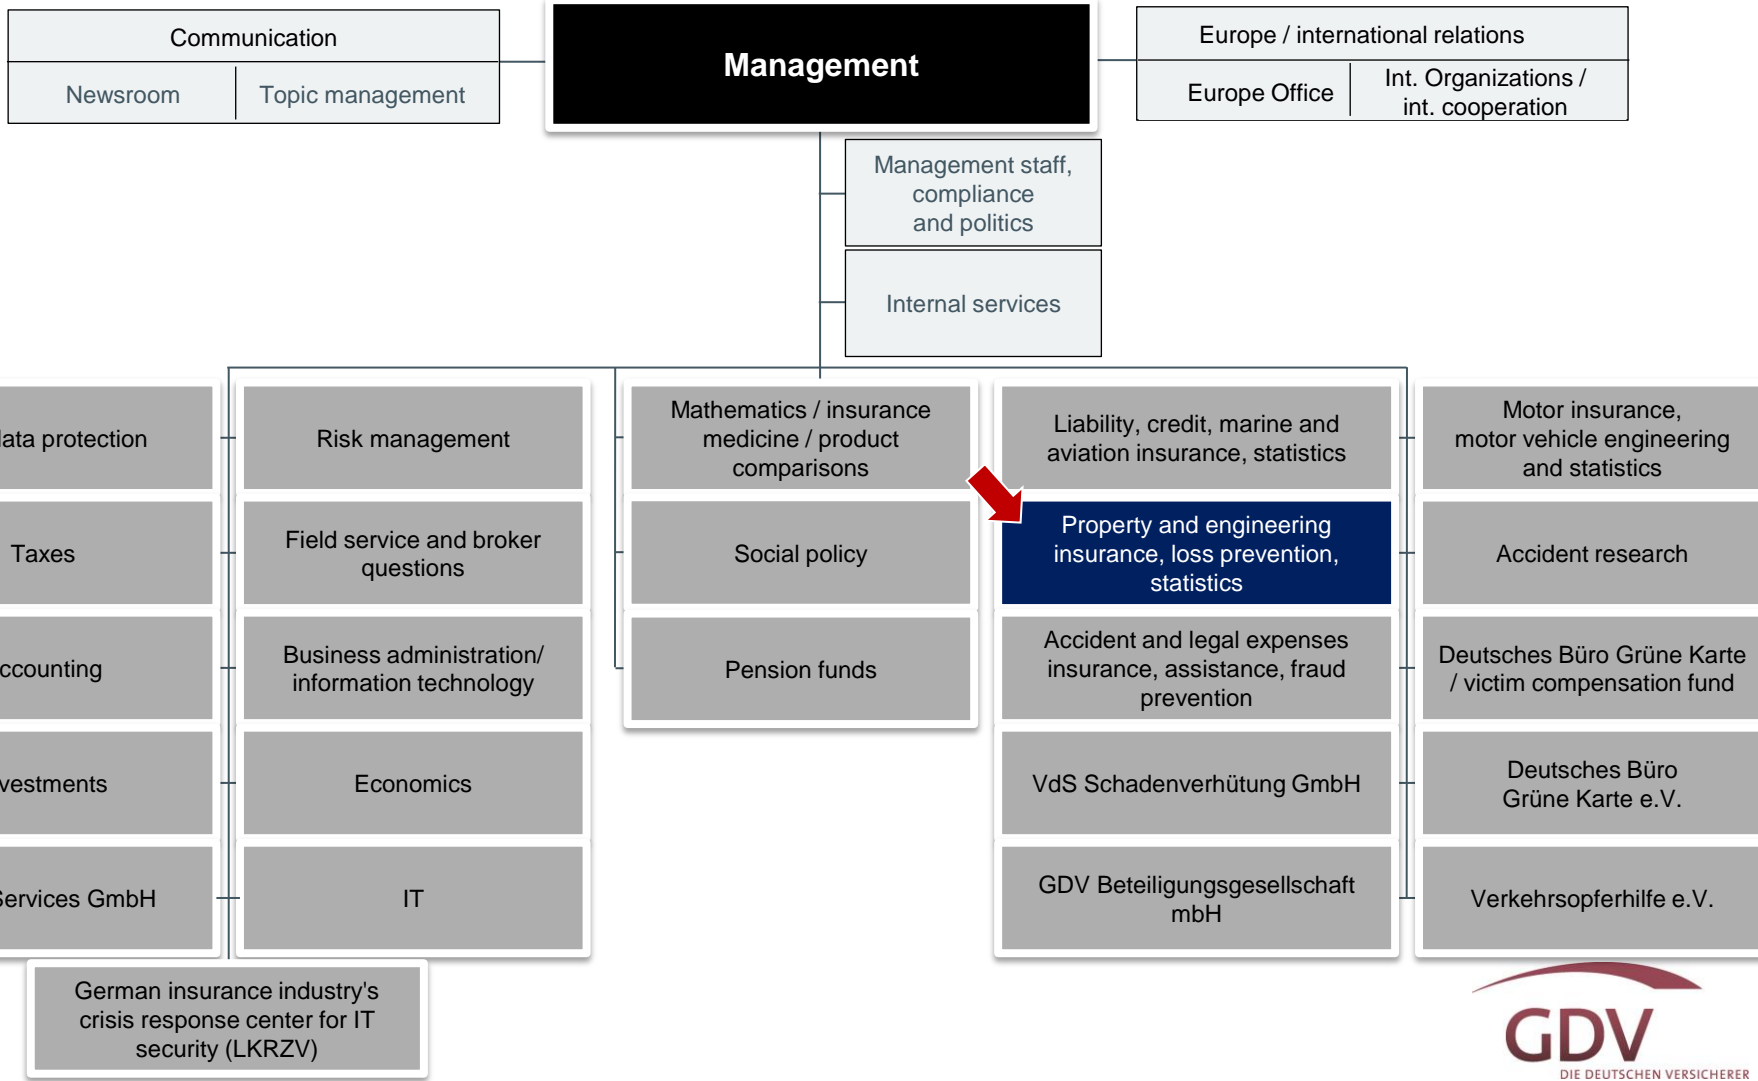 Communication
Newsroom
Topic management
Management
Europe / international relations
Europe Office
Int. Organizations /
int. cooperation
Management staff,
compliance
and politics
Internal services
data protection
Taxes
ccounting
vestments
Services GmbH
Risk management
Field service and broker
questions
Business administration/
information technology
Economics
IT
German insurance industry's
crisis response center for IT
security (LKRZV)
Mathematics / insurance
medicine / product
comparisons
Social policy
Pension funds
Liability, credit, marine and
aviation insurance, statistics
Property and engineering
insurance, loss prevention,
statistics
Accident and legal expenses
insurance, assistance, fraud
prevention
VdS Schadenverhütung GmbH
GDV Beteiligungsgesellschaft
mbH
Motor insurance,
motor vehicle engineering
and statistics
Accident research
Deutsches Büro Grüne Karte
/ victim compensation fund
Deutsches Büro
Grüne Karte e.V.
Verkehrsopferhilfe e.V.
GDV
DIE DEUTSCHEN VERSICHERER